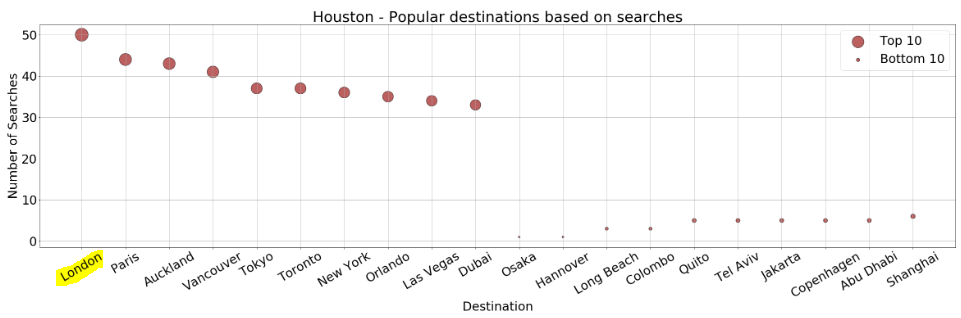 Houston - Popular destinations based on searches
Top 10
Bottom 10
Number of Searches
50
40
30
20
10
0
London Paris Auckland Vancouver Tokyo Toronto New York Orlando Las Vegas Dubai Osaka Hannover Long Beach Colombo Quito Tel Aviv Jakarta Copenhagen Abu Dhabi Shanghai
Destination